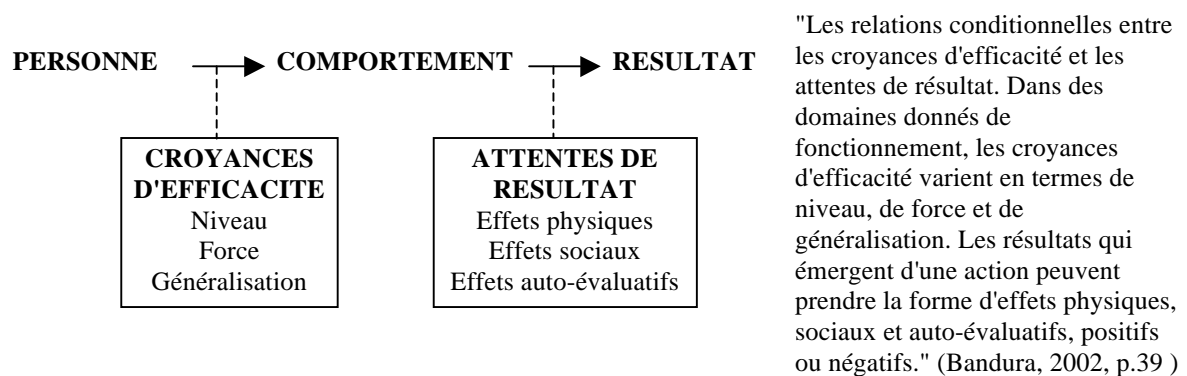 PERSONNE COMPORTEMENT RESULTAT
CROYANCES
D'EFFICACITE
Niveau
Force
Généralisation
ATTENTES DE
RESULTAT
Effets physiques
Effets sociaux
Effets auto-évaluatifs
"Les relations conditionnelles entre
les croyances d'efficacité et les
attentes de résultat. Dans des
domaines donnés de
fonctionnement, les croyances
d'efficacité varient en termes de
niveau, de force et de
généralisation. Les résultats qui
émergent d'une action peuvent
prendre la forme d'effets physiques,
sociaux et auto-évaluatifs, positifs
ou négatifs." (Bandura, 2002, p.39 )